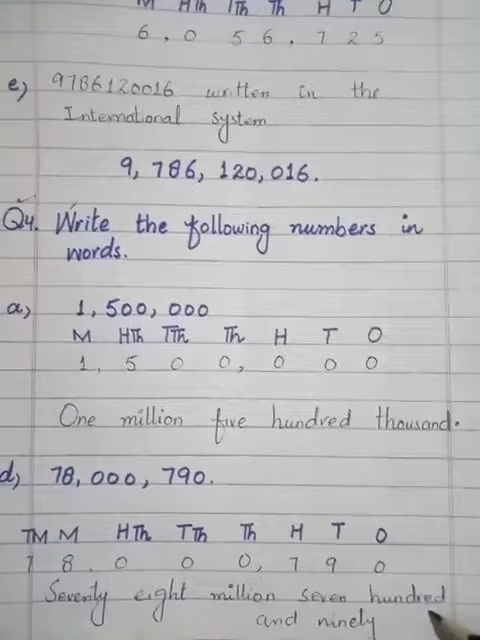 M HTh TTh Th H T O
6, 0 5 6, 7 2 5
e) 9786120016 written in the
International system
9, 786, 120, 016.
Q4. Write the following numbers in
words.
a) 1, 500, 000
M HTh TTh Th H T O
1, 5 0 0, 0 0 0
One million five hundred thousand.
d) 78, 000, 790.
TM M HTh TTh Th H T O
7 8. 0 0 0, 7 9 0
Seventy eight million seven hundred
and ninety